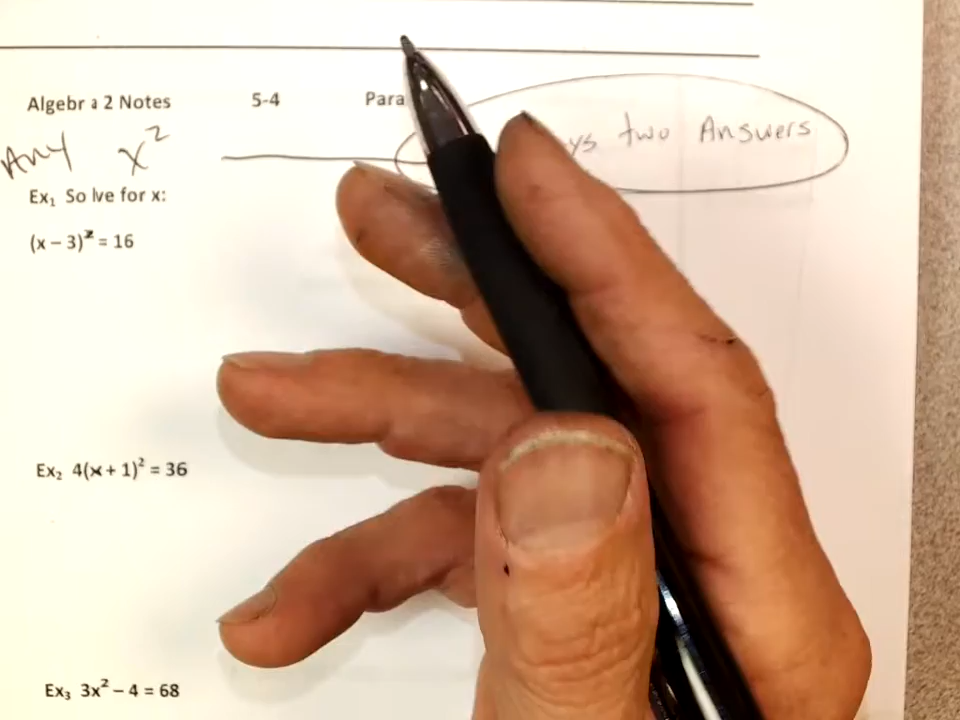 Algebra 2 Notes 5-4 Para
Any x² two Answers
Ex₁ Solve for x:
(x – 3)² = 16
Ex₂ 4(x + 1)² = 36
Ex₃ 3x² – 4 = 68